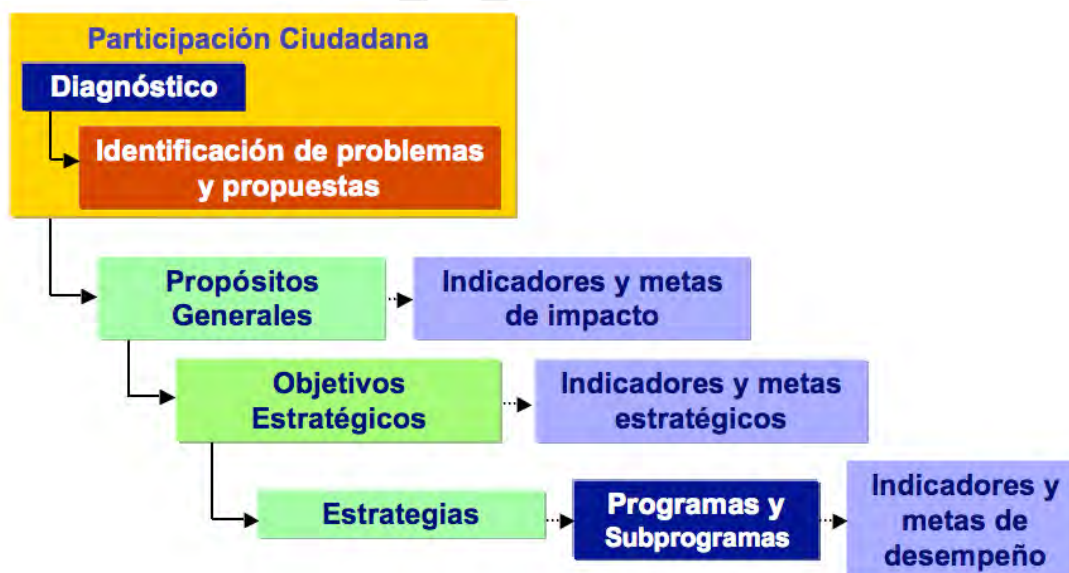 Participación Ciudadana
Diagnóstico
Identificación de problemas
y propuestas
Propósitos
Generales
Indicadores y metas
de impacto
Objetivos
Estratégicos
Indicadores y metas
estratégicos
Estrategias
Programas y
Subprogramas
Indicadores y
metas de
desempeño